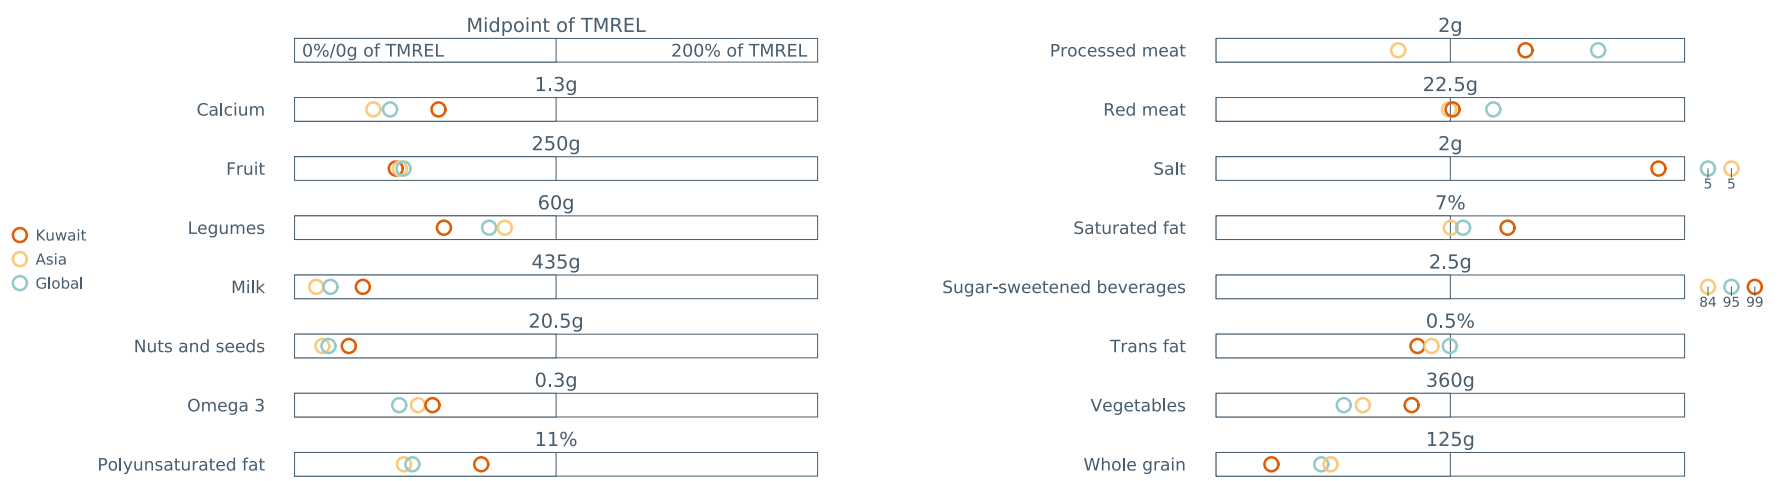 Midpoint of TMREL
0%/0g of TMREL 200% of TMREL
1.3g
Calcium
250g
Fruit
60g
Legumes
435g
Milk
20.5g
Nuts and seeds
0.3g
Omega 3
11%
Polyunsaturated fat
Kuwait
Asia
Global
2g
Processed meat
22.5g
Red meat
2g
Salt
5 5
7%
Saturated fat
2.5g
Sugar-sweetened beverages
84 95 99
0.5%
Trans fat
360g
Vegetables
125g
Whole grain